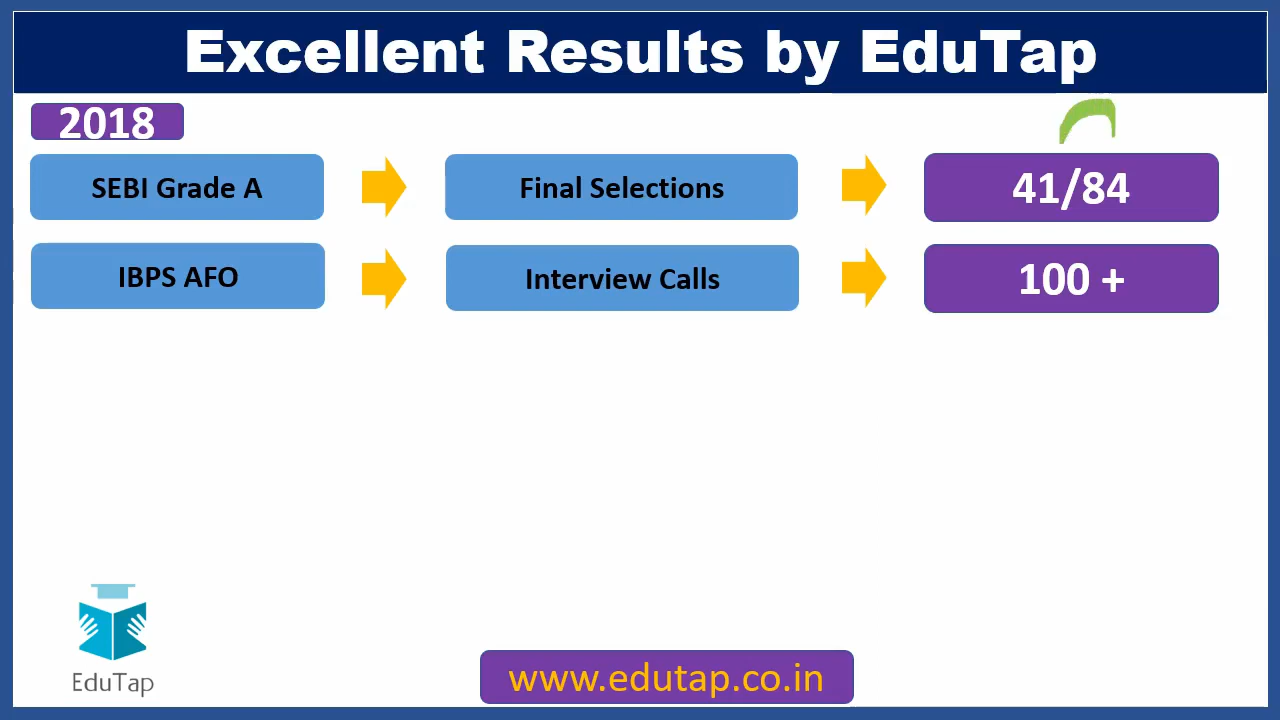 Excellent Results by EduTap
2018
SEBI Grade A
Final Selections
41/84
IBPS AFO
Interview Calls
100 +
EduTap
www.edutap.co.in